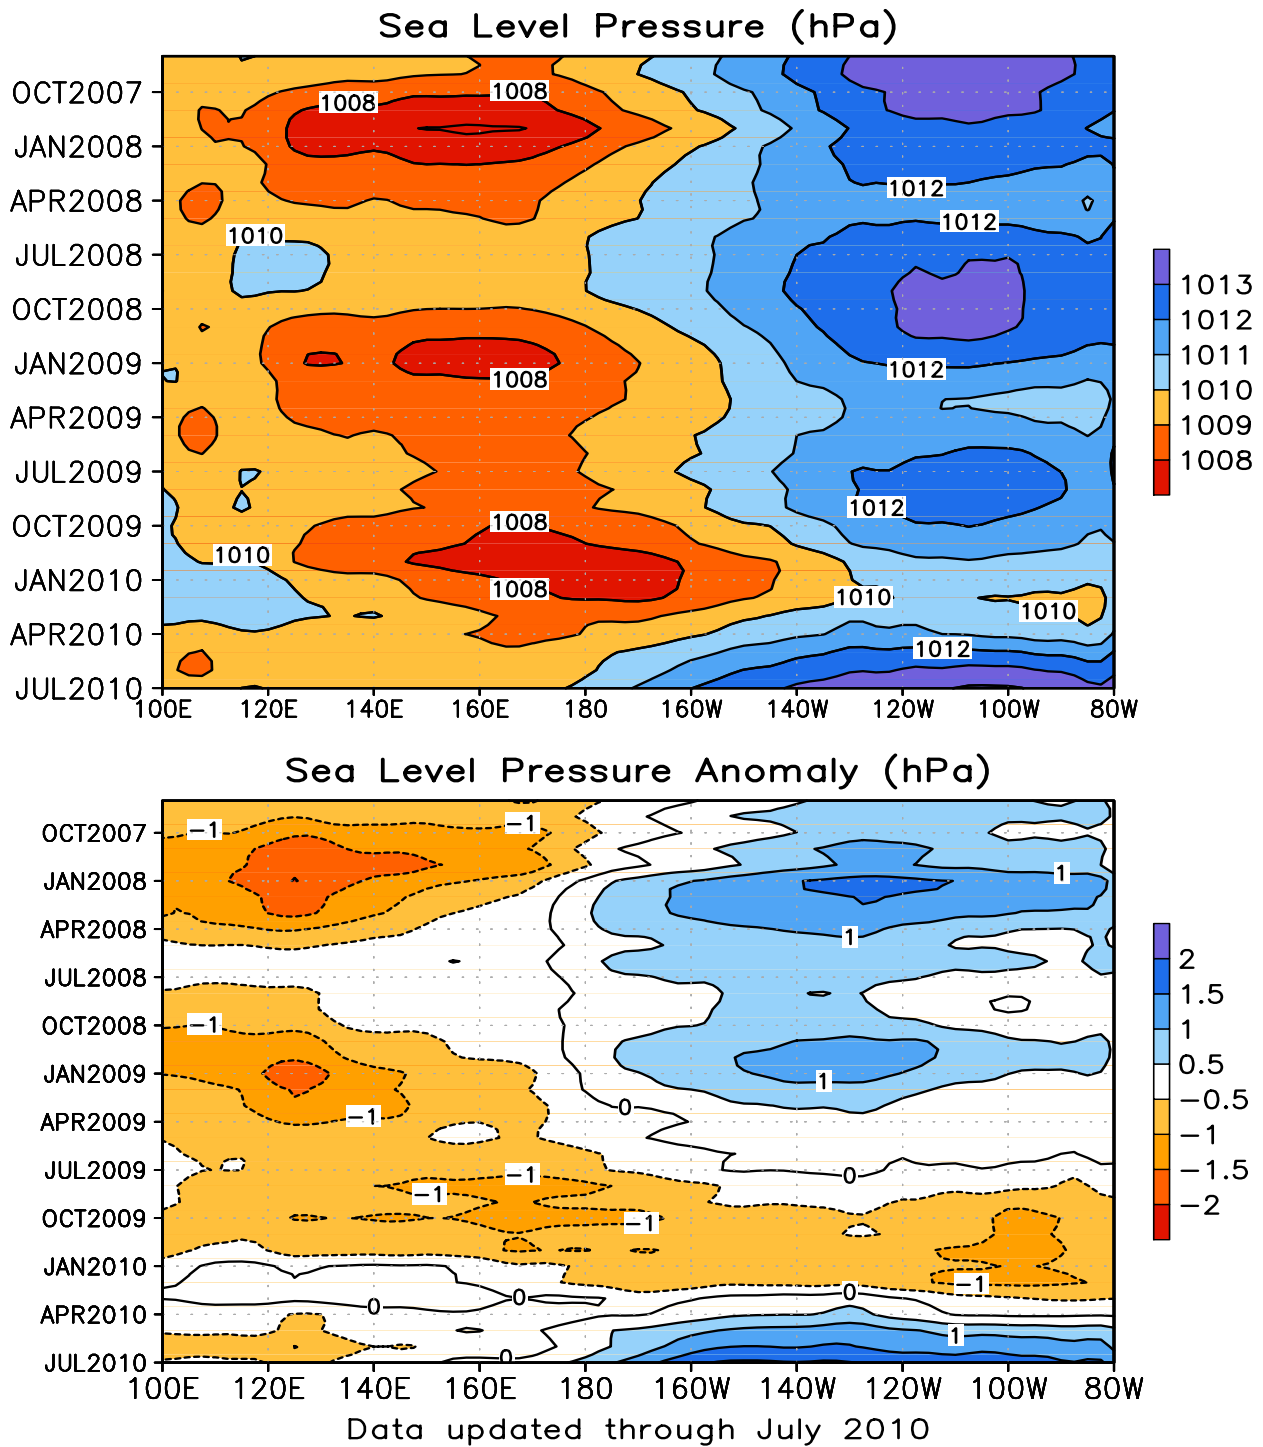 Sea Level Pressure (hPa)
OCT2007
JAN2008
APR2008
JUL2008
OCT2008
JAN2009
APR2009
JUL2009
OCT2009
JAN2010
APR2010
JUL2010
1008
1008
1012
1012
1010
1012
1008
1012
1008
1010
1008
1010
1010
1012
100E 120E 140E 160E 180 160W 140W 120W 100W 80W
1013
1012
1011
1010
1009
1008
Sea Level Pressure Anomaly (hPa)
OCT2007
JAN2008
APR2008
JUL2008
OCT2008
JAN2009
APR2009
JUL2009
OCT2009
JAN2010
APR2010
JUL2010
-1
-1
1
1
-1
1
0
-1
-1
0
-1
-1
-1
0
0
0
1
0
100E 120E 140E 160E 180 160W 140W 120W 100W 80W
2
1.5
1
0.5
-0.5
-1
-1.5
-2
Data updated through July 2010